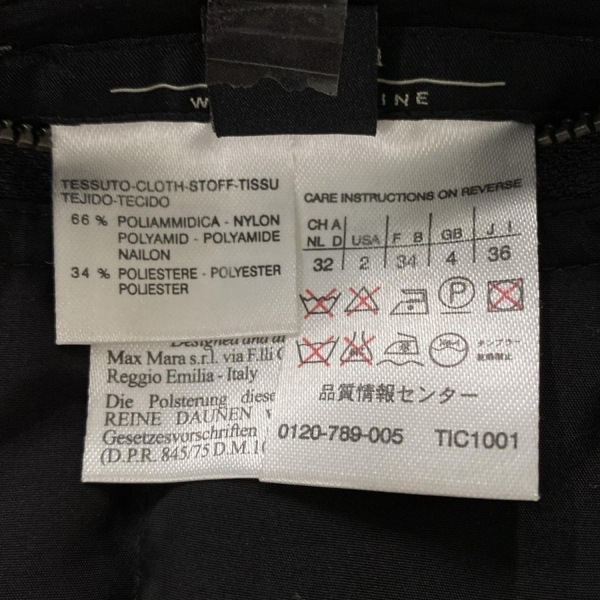 INE
TESSUTO-CLOTH-STOFF-TISSU
TEJIDO-TECIDO
66 % POLIAMMIDICA - NYLON
POLYAMID - POLYAMIDE
NAILON
34 % POLIESTERE - POLYESTER
POLIESTER
CARE INSTRUCTIONS ON REVERSE
CH A
NL D USA F B GB J I
32 2 34 4 36
P
タンブラー
乾燥禁止
品質情報センター
0120-789-005 TIC1001
Designed and
Max Mara s.r.l. via F.lli
Reggio Emilia - Italy
Die Polsterung diese
REINE DAUNEN
Gesetzesvorschriften
(D.P.R. 845/75 D.M.